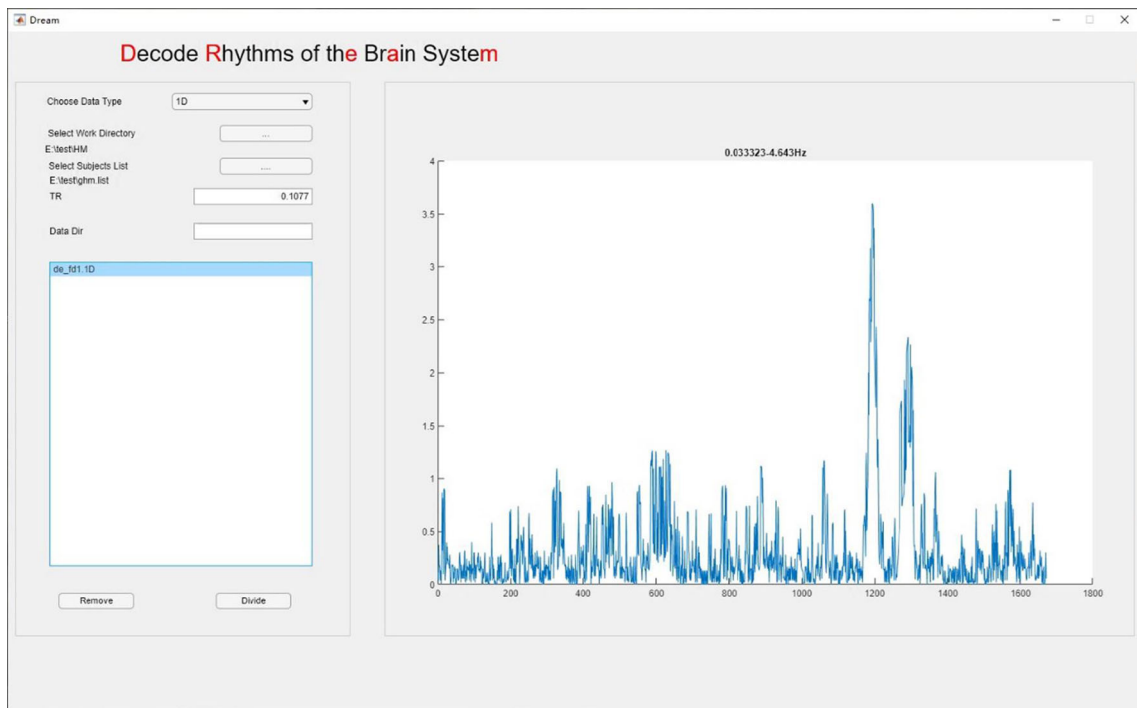 Dream
Decode Rhythms of the Brain System
Choose Data Type 1D
Select Work Directory ...
E:\test\HM
Select Subjects List ....
E:\test\ghm.list
TR 0.1077
Data Dir
de_fd1.1D
Remove Divide
0.033323-4.643Hz
4
3.5
3
2.5
2
1.5
1
0.5
0
0 200 400 600 800 1000 1200 1400 1600 1800